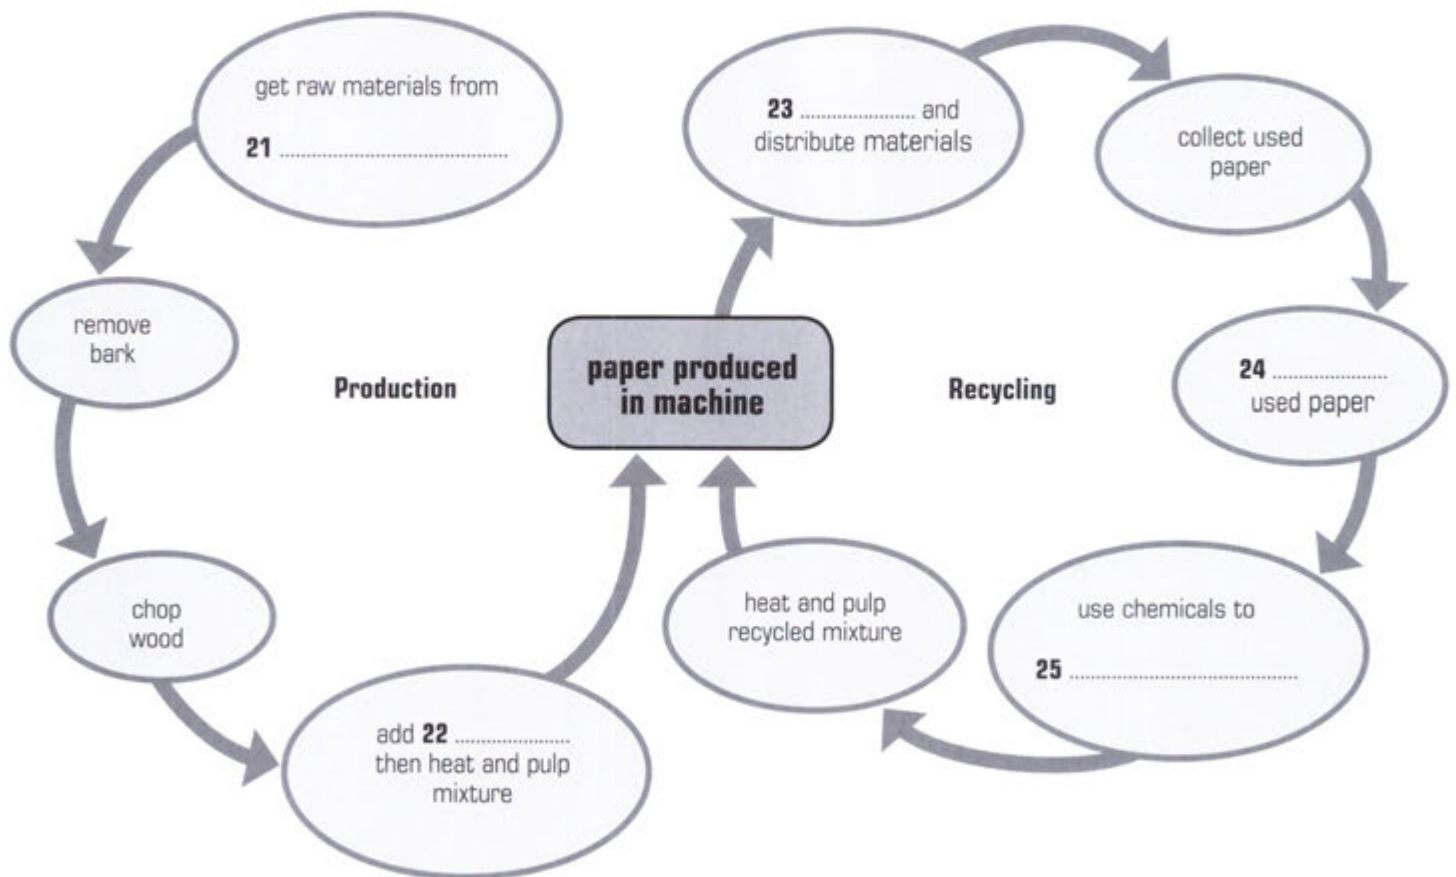 get raw materials from
21 ..............................
remove
bark
chop
wood
add 22 ....................
then heat and pulp
mixture
Production
paper produced
in machine
23 .................... and
distribute materials
collect used
paper
24 ....................
used paper
use chemicals to
25 ........................................
heat and pulp
recycled mixture
Recycling